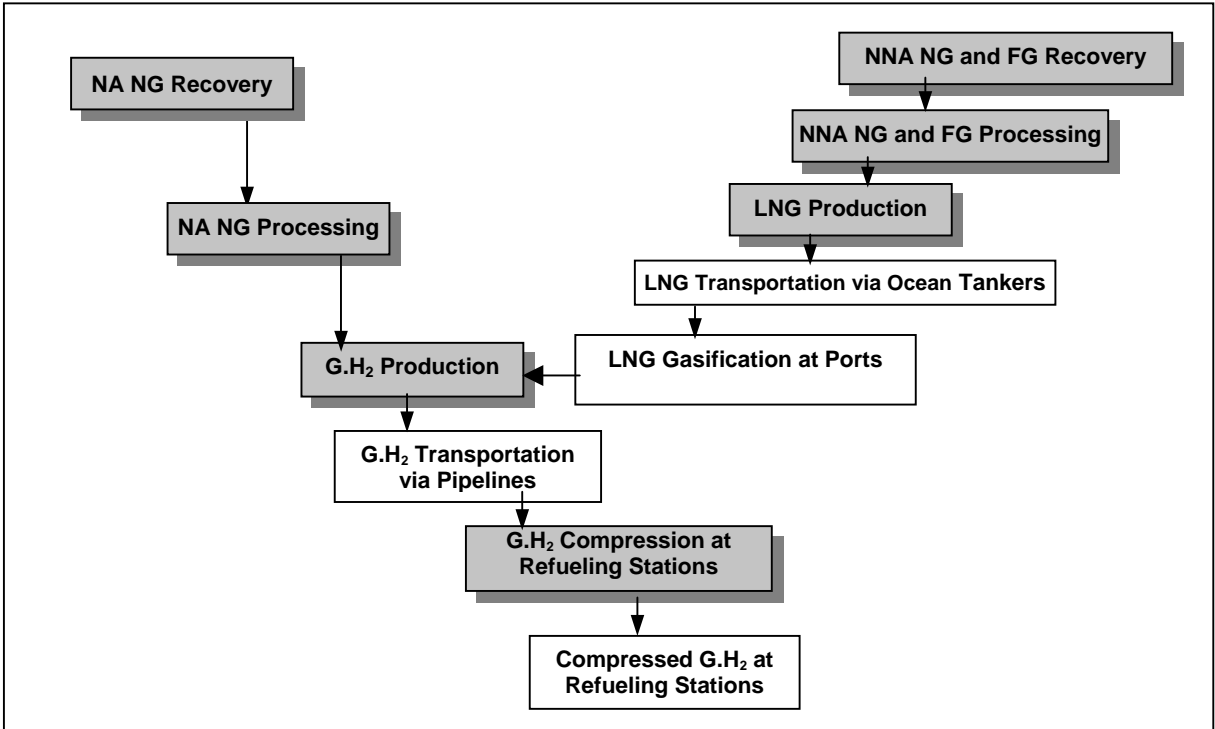 NA NG Recovery
NNA NG and FG Recovery
NNA NG and FG Processing
NA NG Processing
LNG Production
LNG Transportation via Ocean Tankers
G.H₂ Production
LNG Gasification at Ports
G.H₂ Transportation
via Pipelines
G.H₂ Compression at
Refueling Stations
Compressed G.H₂ at
Refueling Stations